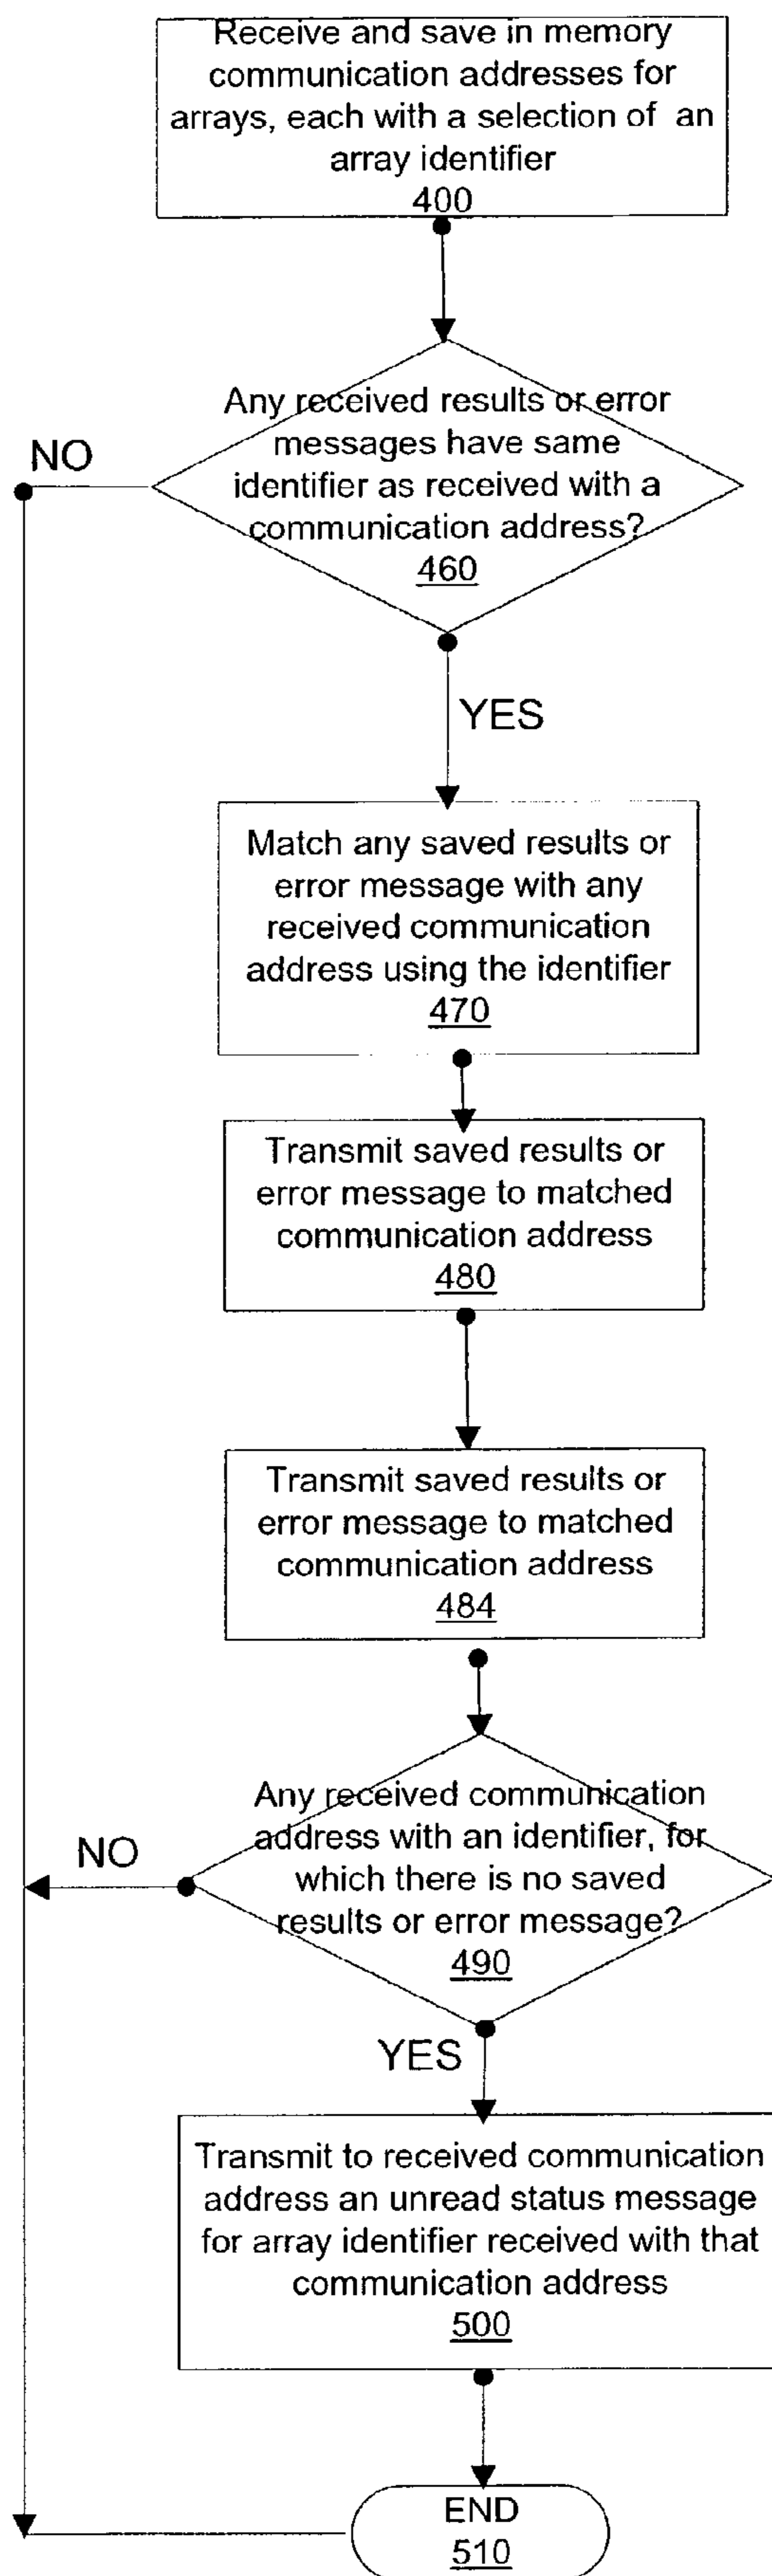 Receive and save in memory
communication addresses for
arrays, each with a selection of an
array identifier
400
Any received results or error
messages have same
identifier as received with a
communication address?
460
NO
YES
Match any saved results or
error message with any
received communication
address using the identifier
470
Transmit saved results or
error message to matched
communication address
480
Transmit saved results or
error message to matched
communication address
484
Any received communication
address with an identifier, for
which there is no saved
results or error message?
490
NO
YES
Transmit to received communication
address an unread status message
for array identifier received with that
communication address
500
END
510